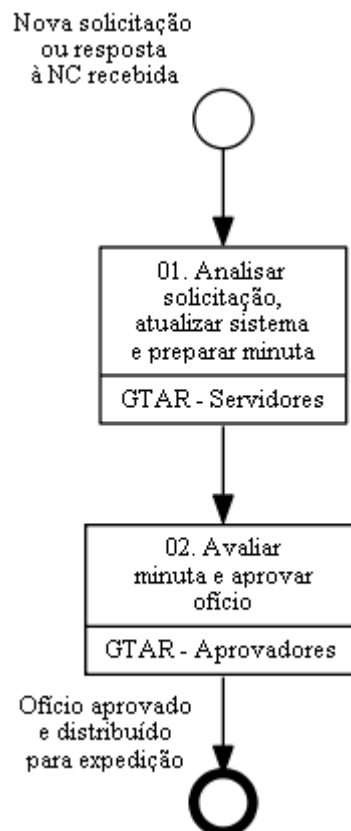 Nova solicitação
ou resposta
à NC recebida
01. Analisar
solicitação,
atualizar sistema
e preparar minuta
GTAR - Servidores
02. Avaliar
minuta e aprovar
ofício
GTAR - Aprovadores
Ofício aprovado
e distribuído
para expedição